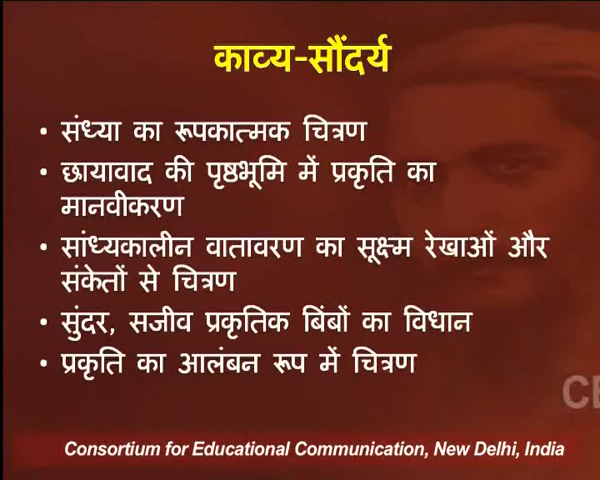 काव्य-सौंदर्य
• संध्या का रूपकात्मक चित्रण
• छायावाद की पृष्ठभूमि में प्रकृति का
मानवीकरण
• सांध्यकालीन वातावरण का सूक्ष्म रेखाओं और
संकेतों से चित्रण
• सुंदर, सजीव प्रकृतिक बिंबों का विधान
• प्रकृति का आलंबन रूप में चित्रण
CE
Consortium for Educational Communication, New Delhi, India